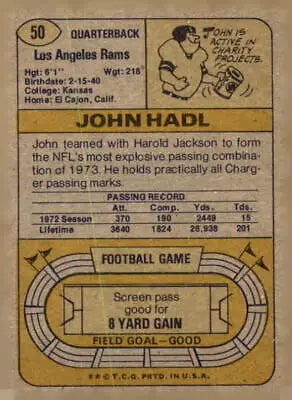 50
QUARTERBACK
Los Angeles Rams
Hgt: 6'1" Wgt: 218
Birthdate: 2-15-40
College: Kansas
Home: El Cajon, Calif.
JOHN IS
ACTIVE IN
CHARITY
PROJECTS.
JOHN HADL
John teamed with Harold Jackson to form
the NFL's most explosive passing combina-
tion of 1973. He holds practically all Char-
ger passing marks.
PASSING RECORD
Att. Comp. Yds. Tds.
1972 Season 370 190 2449 15
Lifetime 3640 1824 26,938 201
FOOTBALL GAME
Screen pass
good for
8 YARD GAIN
FIELD GOAL—GOOD
** © T.C.G. PRTD. IN U.S.A.